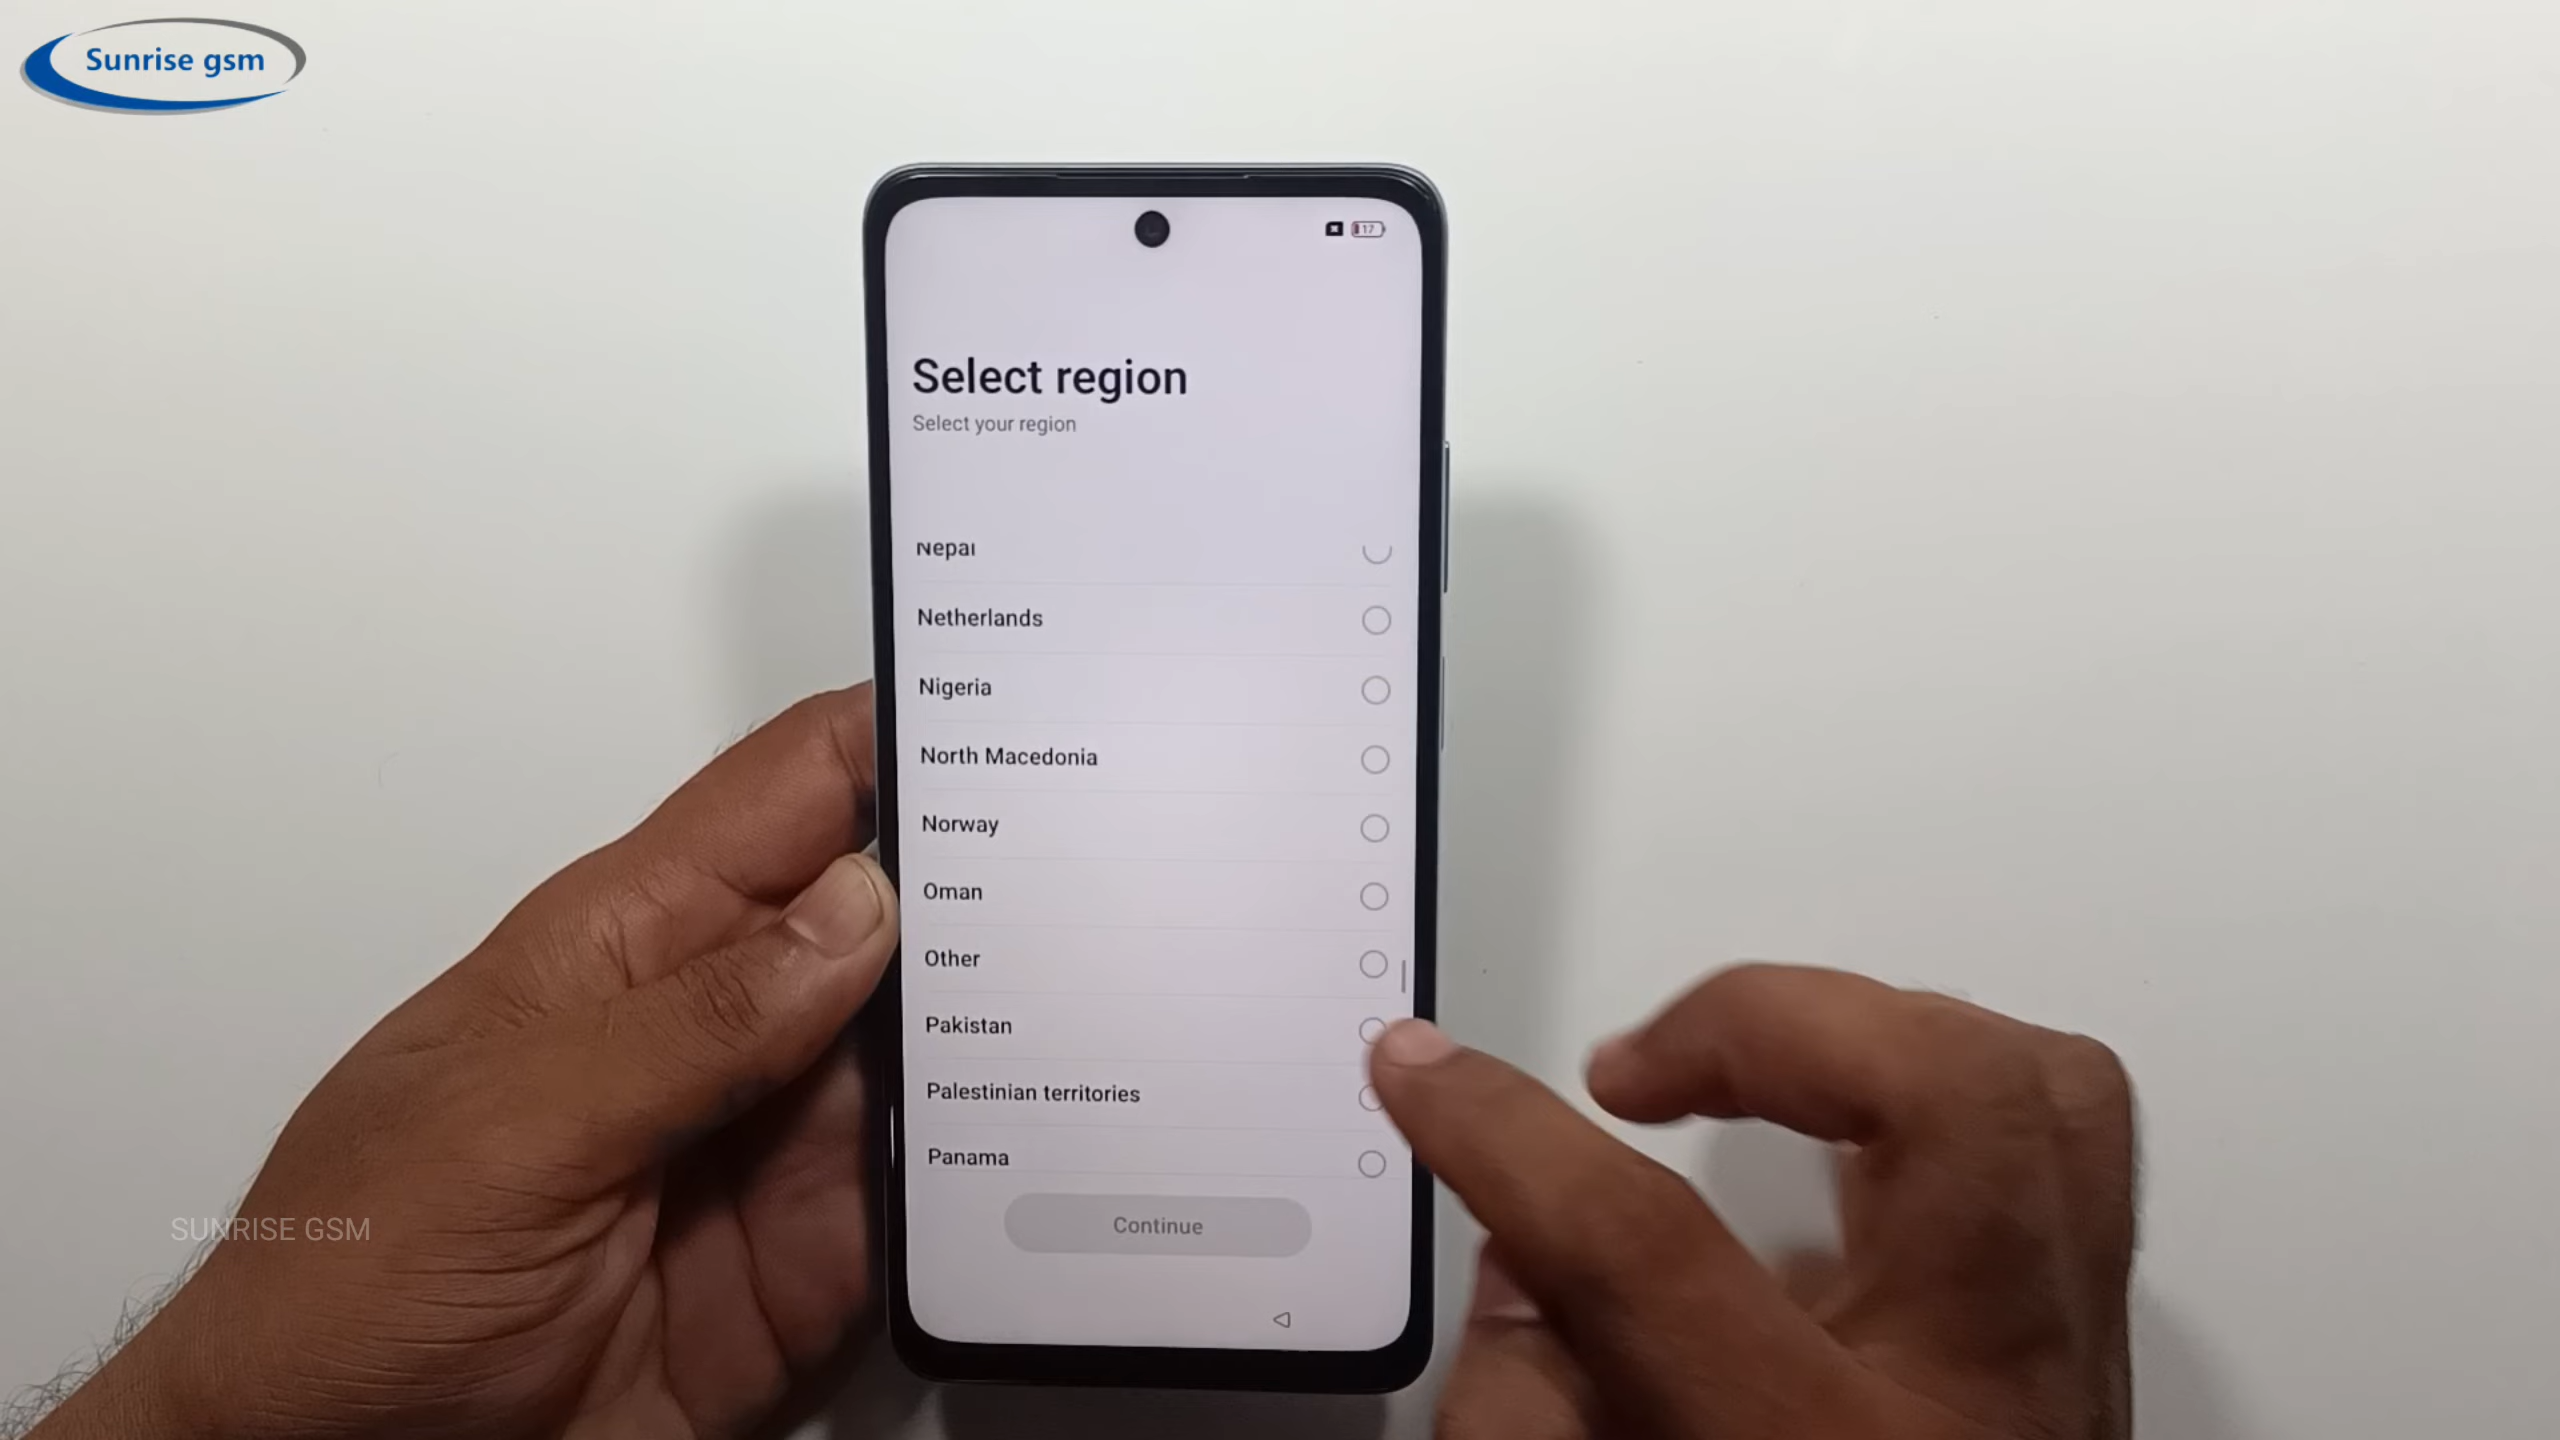 Sunrise gsm
17
Select region
Select your region
Nepal
Netherlands
Nigeria
North Macedonia
Norway
Oman
Other
Pakistan
Palestinian territories
Panama
Continue
SUNRISE GSM